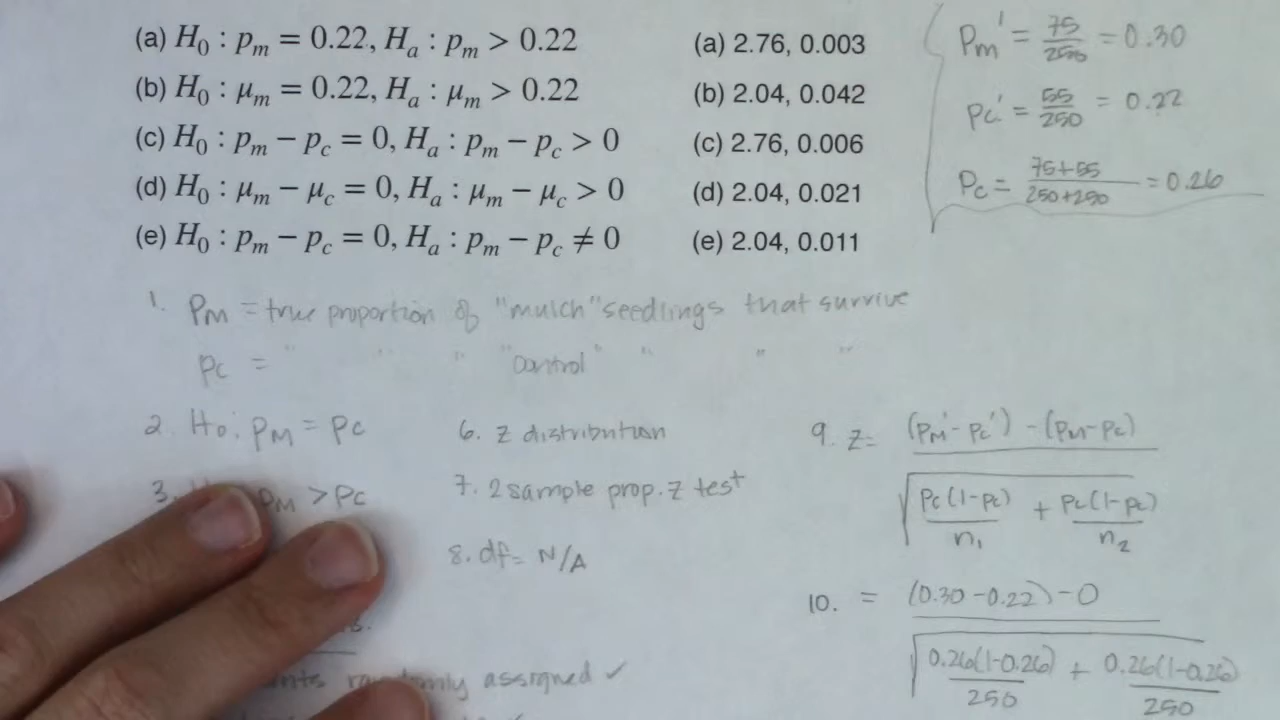 (a) H₀ : pₘ = 0.22, Hₐ : pₘ > 0.22
(b) H₀ : μₘ = 0.22, Hₐ : μₘ > 0.22
(c) H₀ : pₘ − p_c = 0, Hₐ : pₘ − p_c > 0
(d) H₀ : μₘ − μ_c = 0, Hₐ : μₘ − μ_c > 0
(e) H₀ : pₘ − p_c = 0, Hₐ : pₘ − p_c ≠ 0
(a) 2.76, 0.003
(b) 2.04, 0.042
(c) 2.76, 0.006
(d) 2.04, 0.021
(e) 2.04, 0.011
Pm' = 75/250 = 0.30
pc' = 55/250 = 0.22
Pc = (75+55)/(250+250) = 0.26
1. PM = true proportion of "mulch" seedlings that survive
pc = " " " "control" " " "
2. H₀: pM = pc
3. pM > pc
6. z distribution
7. 2 sample prop. z test
8. df = N/A
9. z = ((pM' - pc') - (pM - pc)) / √(pc(1-pc)/n₁ + pc(1-pc)/n₂)
10. = ((0.30 - 0.22) - 0) / √(0.26(1-0.26)/250 + 0.26(1-0.26)/250)
randomly assigned ✓